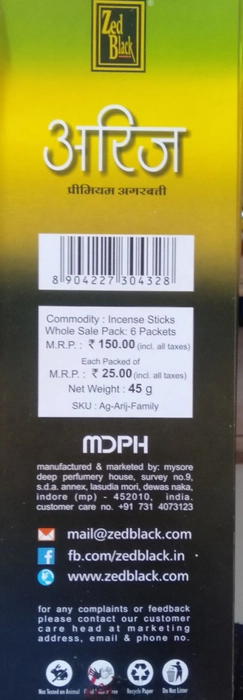 Zed
Black
अरिज
प्रीमियम अगरबत्ती
8 904227 304328
Commodity : Incense Sticks
Whole Sale Pack: 6 Packets
M.R.P. : ₹ 150.00 (incl. all taxes)
Each Packed of
M.R.P. : ₹ 25.00 (incl. all taxes)
Net Weight : 45 g
SKU : Ag-Arij-Family
MDPH
manufactured & marketed by: mysore
deep perfumery house, survey no.9,
s.d.a. annex, lasudia mori, dewas naka,
indore (mp) - 452010, india.
customer care no. +91 731 4073123
mail@zedblack.com
fb.com/zedblack.in
www.zedblack.com
for any complaints or feedback
please contact our customer
care head at marketing
address, email & phone no.
Not Tested on Animal
Recycle Paper
Do Not Litter